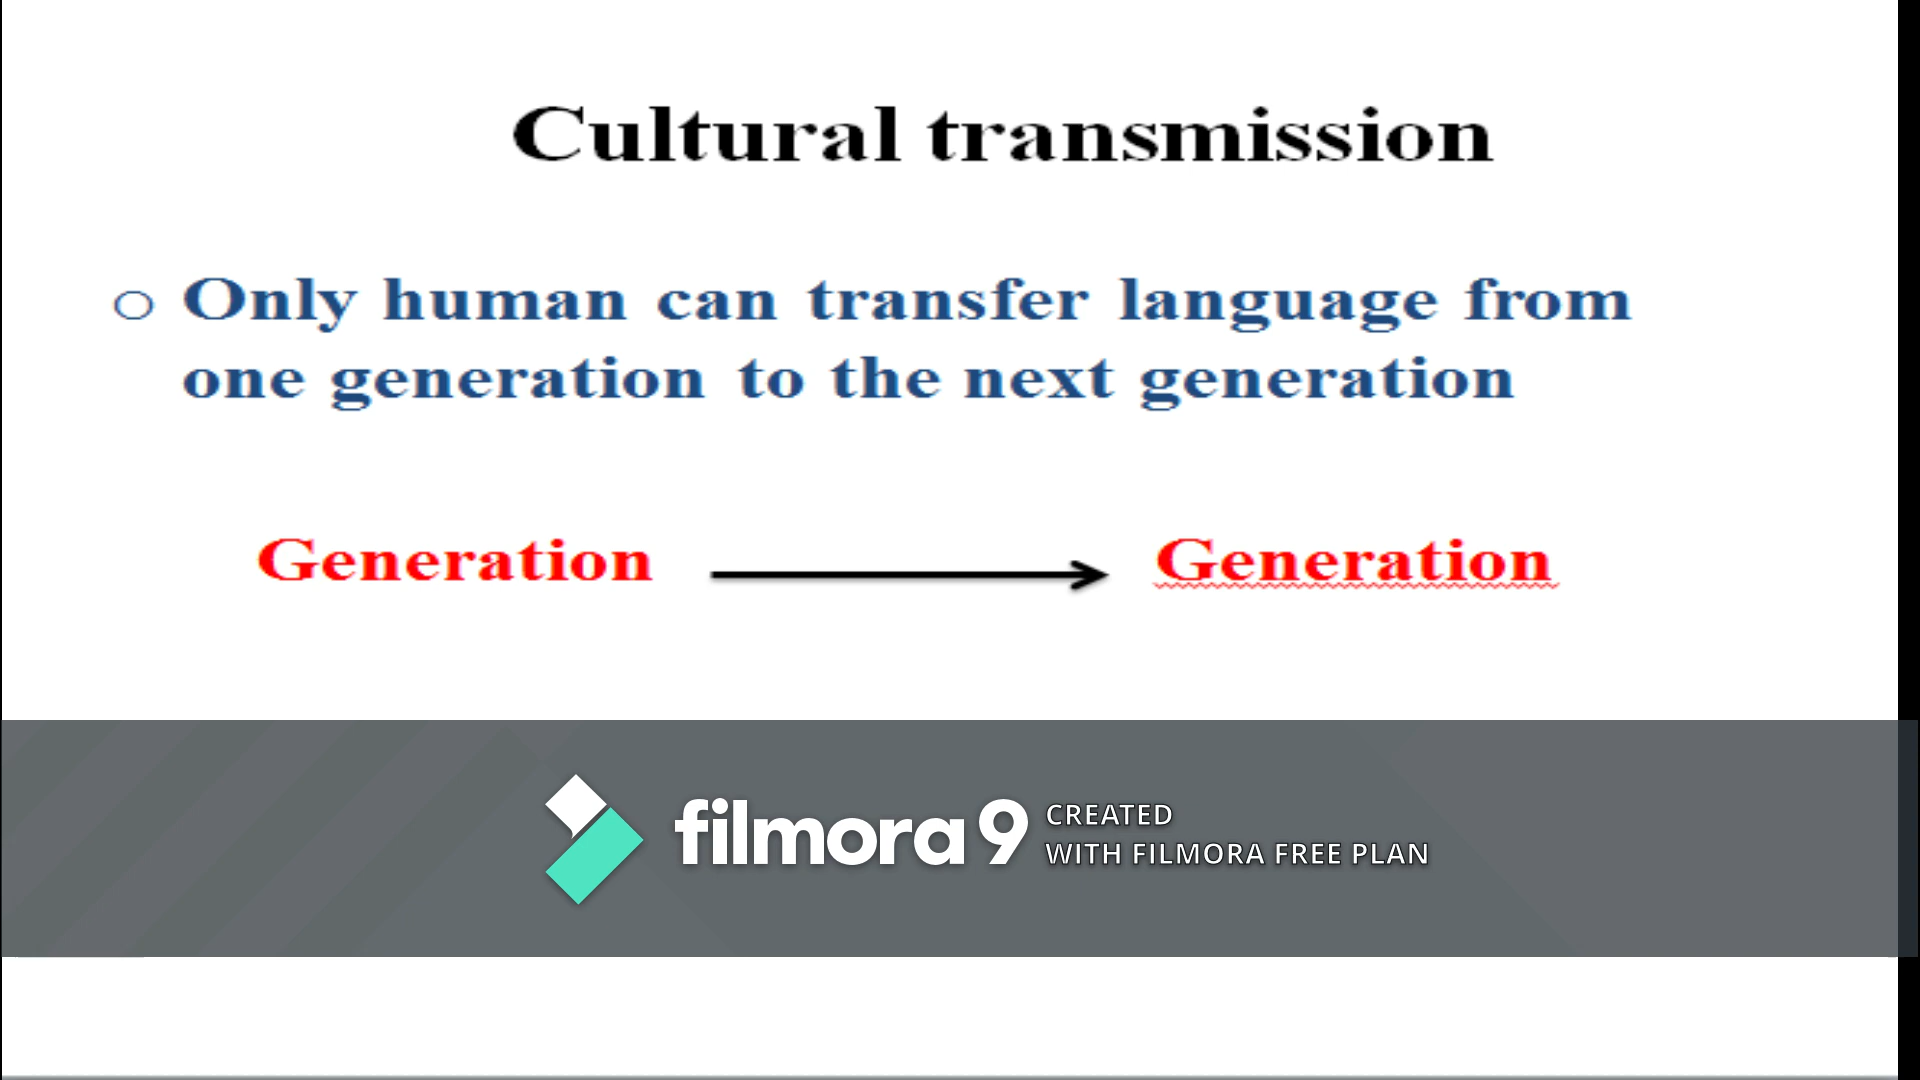 Cultural transmission
o Only human can transfer language from
one generation to the next generation
Generation Generation
filmora 9 CREATED
WITH FILMORA FREE PLAN